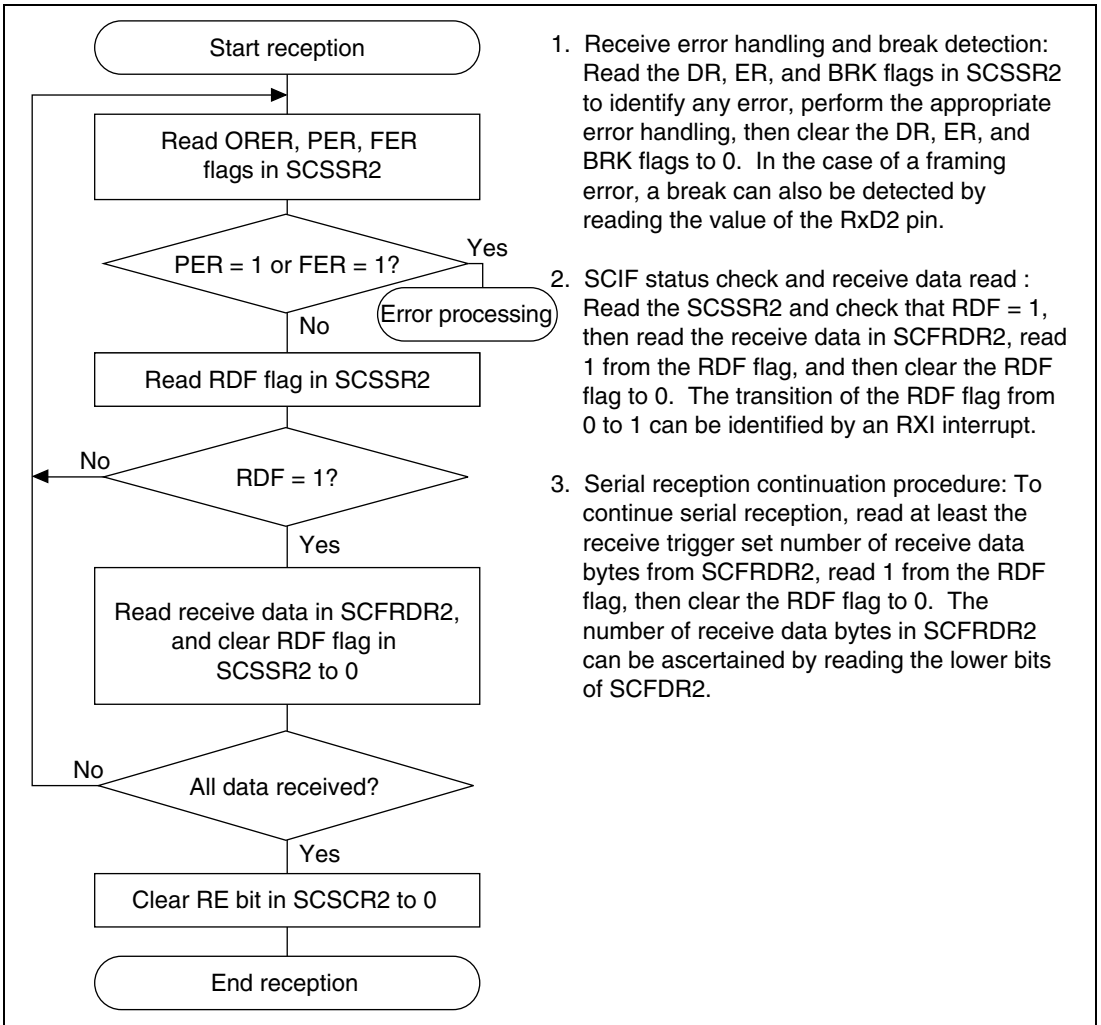 Start reception
Read ORER, PER, FER
flags in SCSSR2
PER = 1 or FER = 1?
Yes
Error processing
No
Read RDF flag in SCSSR2
No
RDF = 1?
Yes
Read receive data in SCFRDR2,
and clear RDF flag in
SCSSR2 to 0
No
All data received?
Yes
Clear RE bit in SCSCR2 to 0
End reception
1. Receive error handling and break detection:
Read the DR, ER, and BRK flags in SCSSR2
to identify any error, perform the appropriate
error handling, then clear the DR, ER, and
BRK flags to 0. In the case of a framing
error, a break can also be detected by
reading the value of the RxD2 pin.
2. SCIF status check and receive data read :
Read the SCSSR2 and check that RDF = 1,
then read the receive data in SCFRDR2, read
1 from the RDF flag, and then clear the RDF
flag to 0. The transition of the RDF flag from
0 to 1 can be identified by an RXI interrupt.
3. Serial reception continuation procedure: To
continue serial reception, read at least the
receive trigger set number of receive data
bytes from SCFRDR2, read 1 from the RDF
flag, then clear the RDF flag to 0. The
number of receive data bytes in SCFRDR2
can be ascertained by reading the lower bits
of SCFDR2.